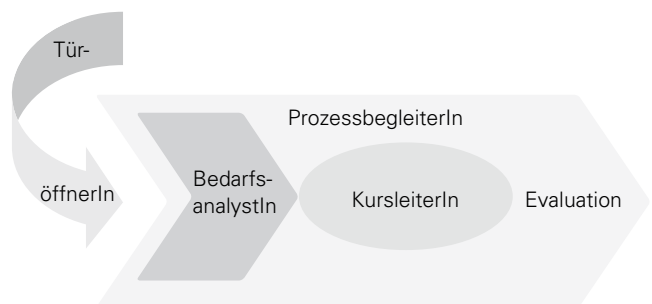 Tür-
öffnerIn
ProzessbegleiterIn
Bedarfs-
analystIn
KursleiterIn
Evaluation